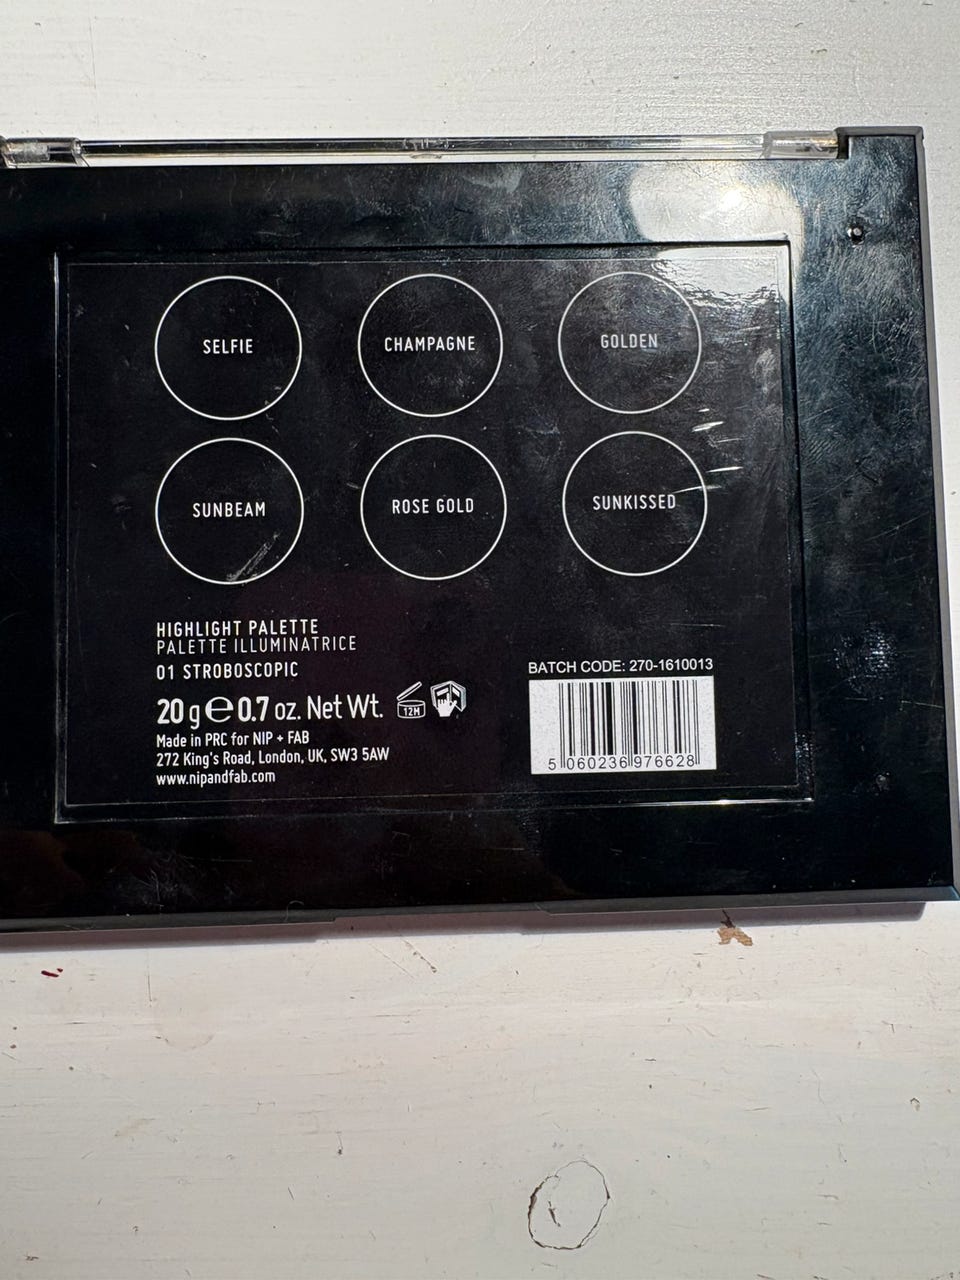 SELFIE
CHAMPAGNE
GOLDEN
SUNBEAM
ROSE GOLD
SUNKISSED
HIGHLIGHT PALETTE
PALETTE ILLUMINATRICE
01 STROBOSCOPIC
20 g ℮ 0.7 oz. Net Wt.
12M
Made in PRC for NIP + FAB
272 King's Road, London, UK, SW3 5AW
www.nipandfab.com
BATCH CODE: 270-1610013
5 060236 976628